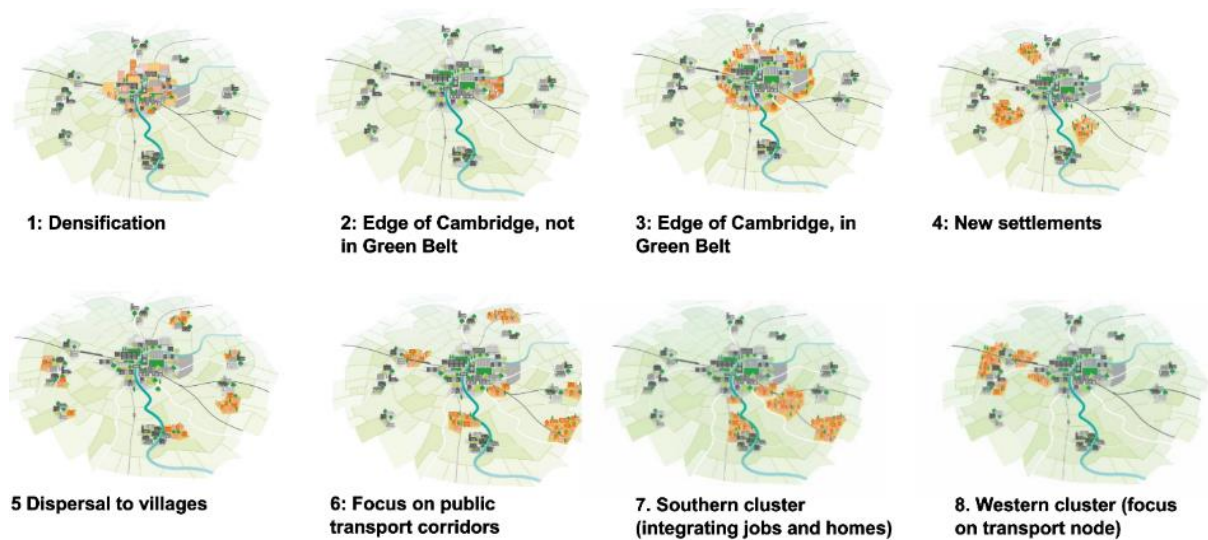 1: Densification
2: Edge of Cambridge, not
in Green Belt
3: Edge of Cambridge, in
Green Belt
4: New settlements
5 Dispersal to villages
6: Focus on public
transport corridors
7. Southern cluster
(integrating jobs and homes)
8. Western cluster (focus
on transport node)